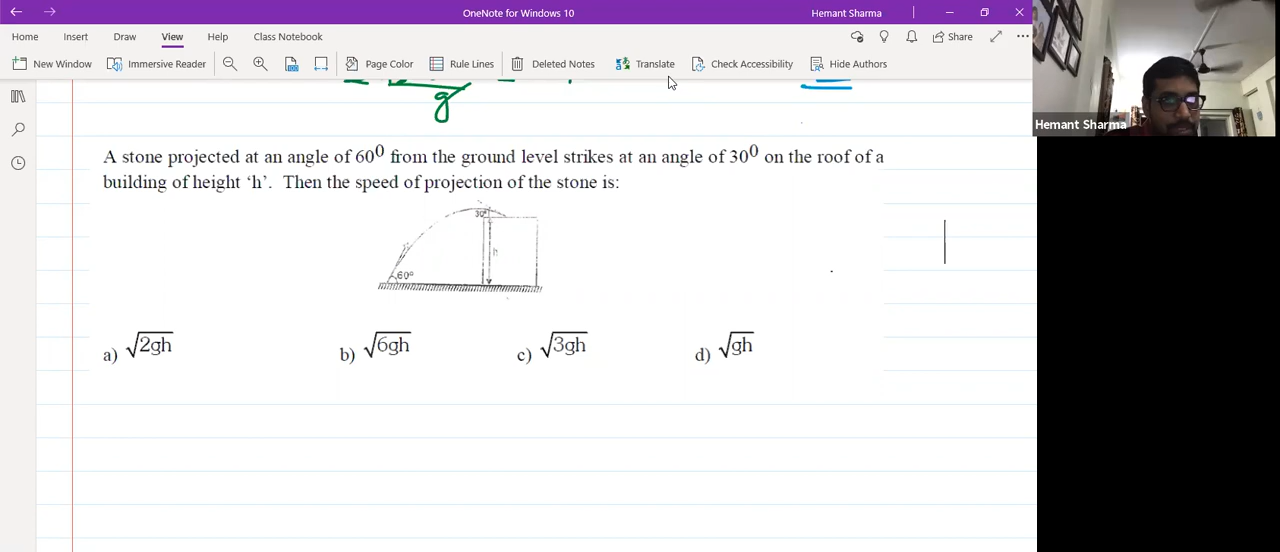 OneNote for Windows 10
Hemant Sharma
Home Insert Draw View Help Class Notebook
Share
New Window Immersive Reader Page Color Rule Lines Deleted Notes Translate Check Accessibility Hide Authors
Hemant Sharma
g
A stone projected at an angle of 60⁰ from the ground level strikes at an angle of 30⁰ on the roof of a
building of height ‘h’. Then the speed of projection of the stone is:
30°
h
60°
a) √2gh b) √6gh c) √3gh d) √gh